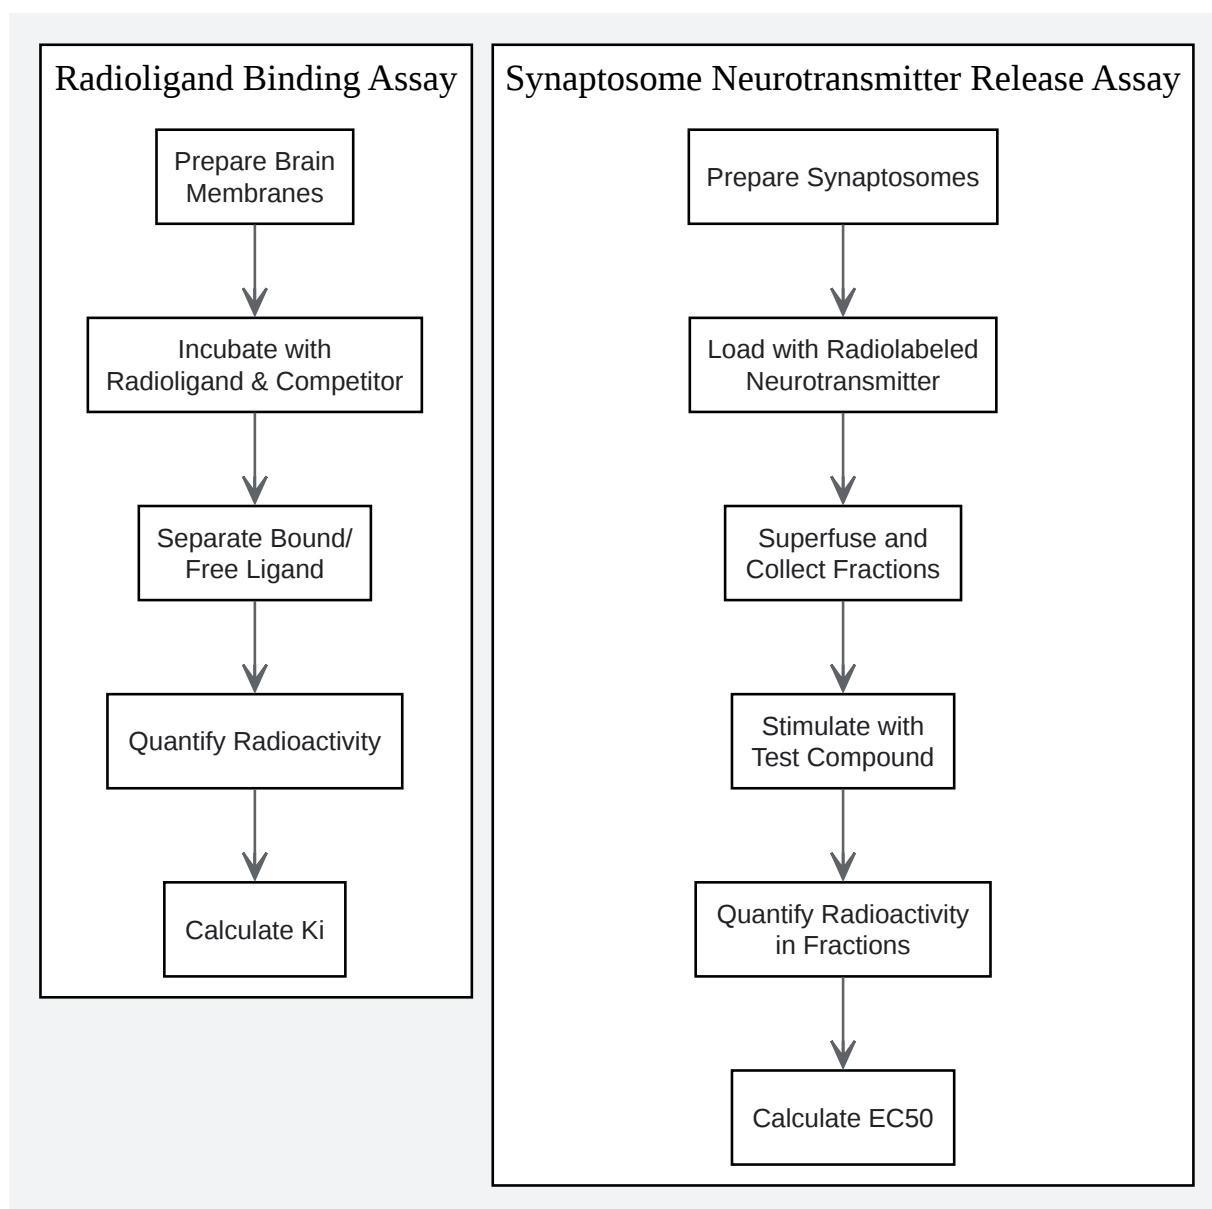 Radioligand Binding Assay
Prepare Brain
Membranes
Incubate with
Radioligand & Competitor
Separate Bound/
Free Ligand
Quantify Radioactivity
Calculate Ki
Synaptosome Neurotransmitter Release Assay
Prepare Synaptosomes
Load with Radiolabeled
Neurotransmitter
Superfuse and
Collect Fractions
Stimulate with
Test Compound
Quantify Radioactivity
in Fractions
Calculate EC50